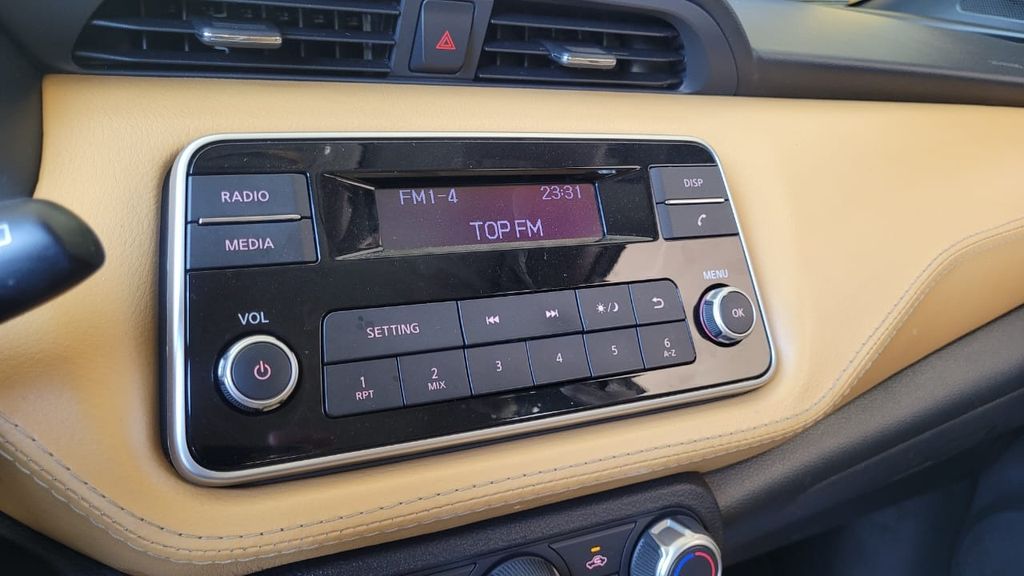 RADIO
MEDIA
FM1-4 23:31
TOP FM
DISP
VOL
MENU
OK
SETTING
1
RPT
2
MIX
3
4
5
6
A-Z